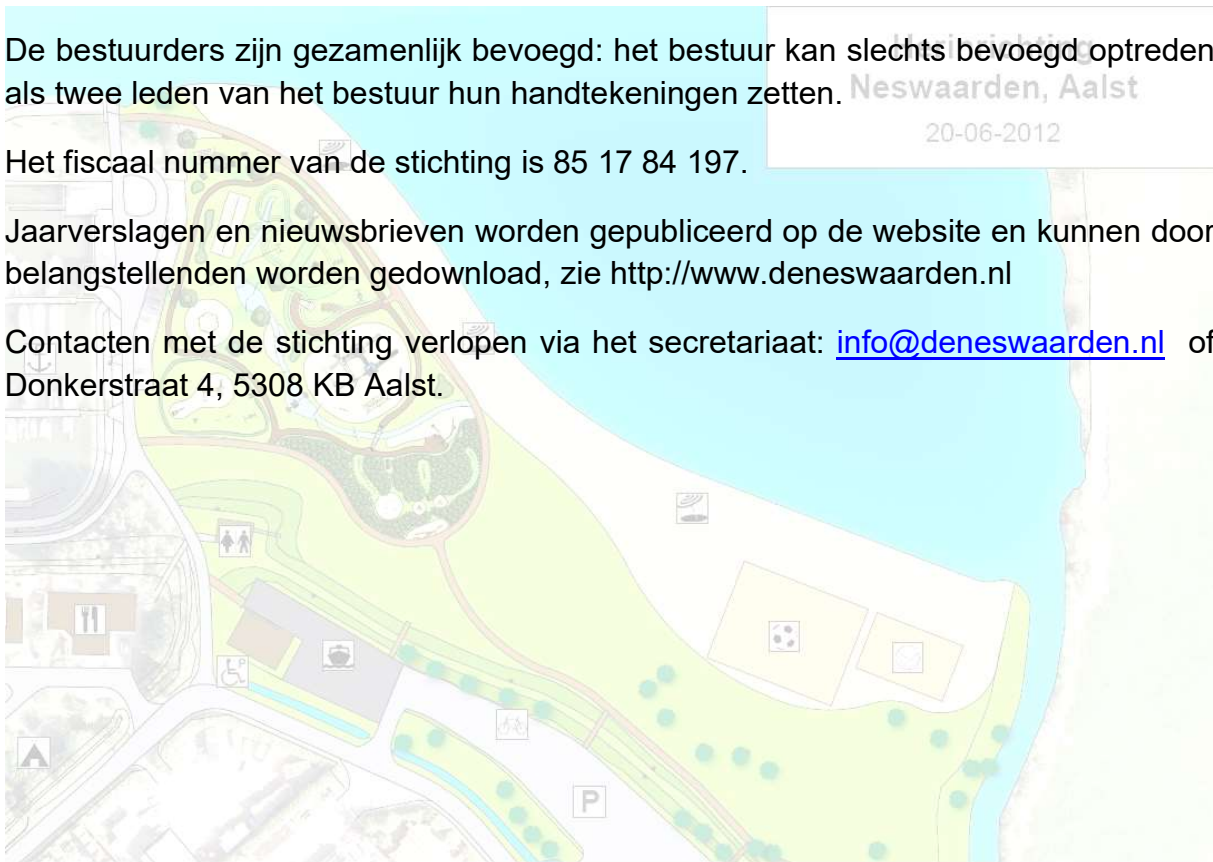 De bestuurders zijn gezamenlijk bevoegd: het bestuur kan slechts bevoegd optreden
als twee leden van het bestuur hun handtekeningen zetten.
Herinrichting
Neswaarden, Aalst
20-06-2012
Het fiscaal nummer van de stichting is 85 17 84 197.
Jaarverslagen en nieuwsbrieven worden gepubliceerd op de website en kunnen door
belangstellenden worden gedownload, zie http://www.deneswaarden.nl
Contacten met de stichting verlopen via het secretariaat: info@deneswaarden.nl of
Donkerstraat 4, 5308 KB Aalst.
P
P